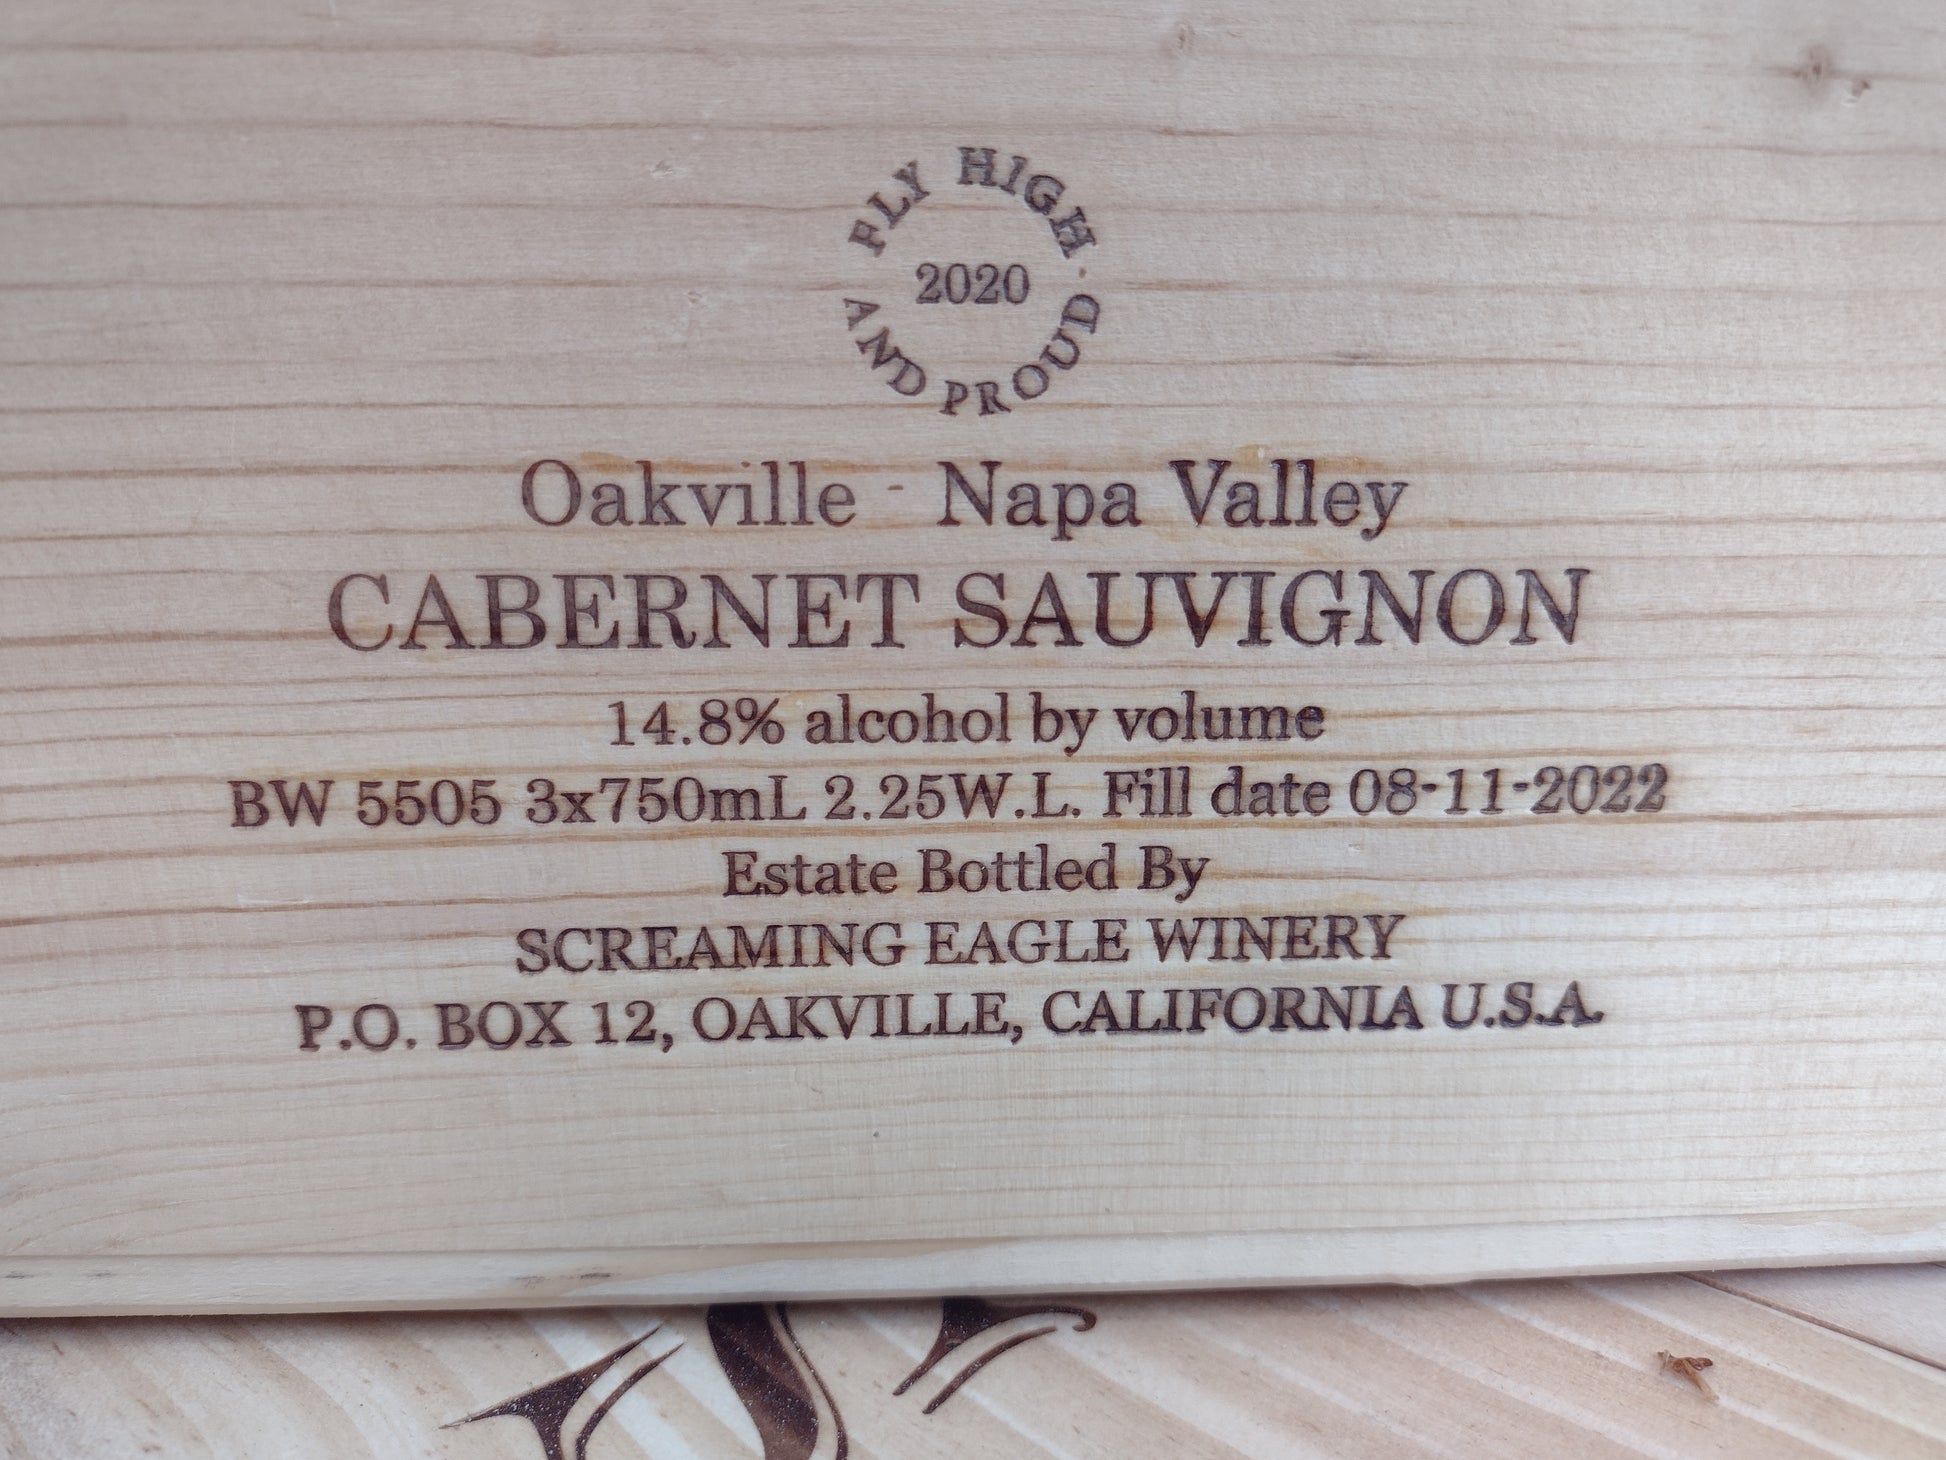 FLY HIGH ·
2020
AND PROUD
Oakville - Napa Valley
CABERNET SAUVIGNON
14.8% alcohol by volume
BW 5505 3x750mL 2.25W.L. Fill date 08-11-2022
Estate Bottled By
SCREAMING EAGLE WINERY
P.O. BOX 12, OAKVILLE, CALIFORNIA U.S.A.